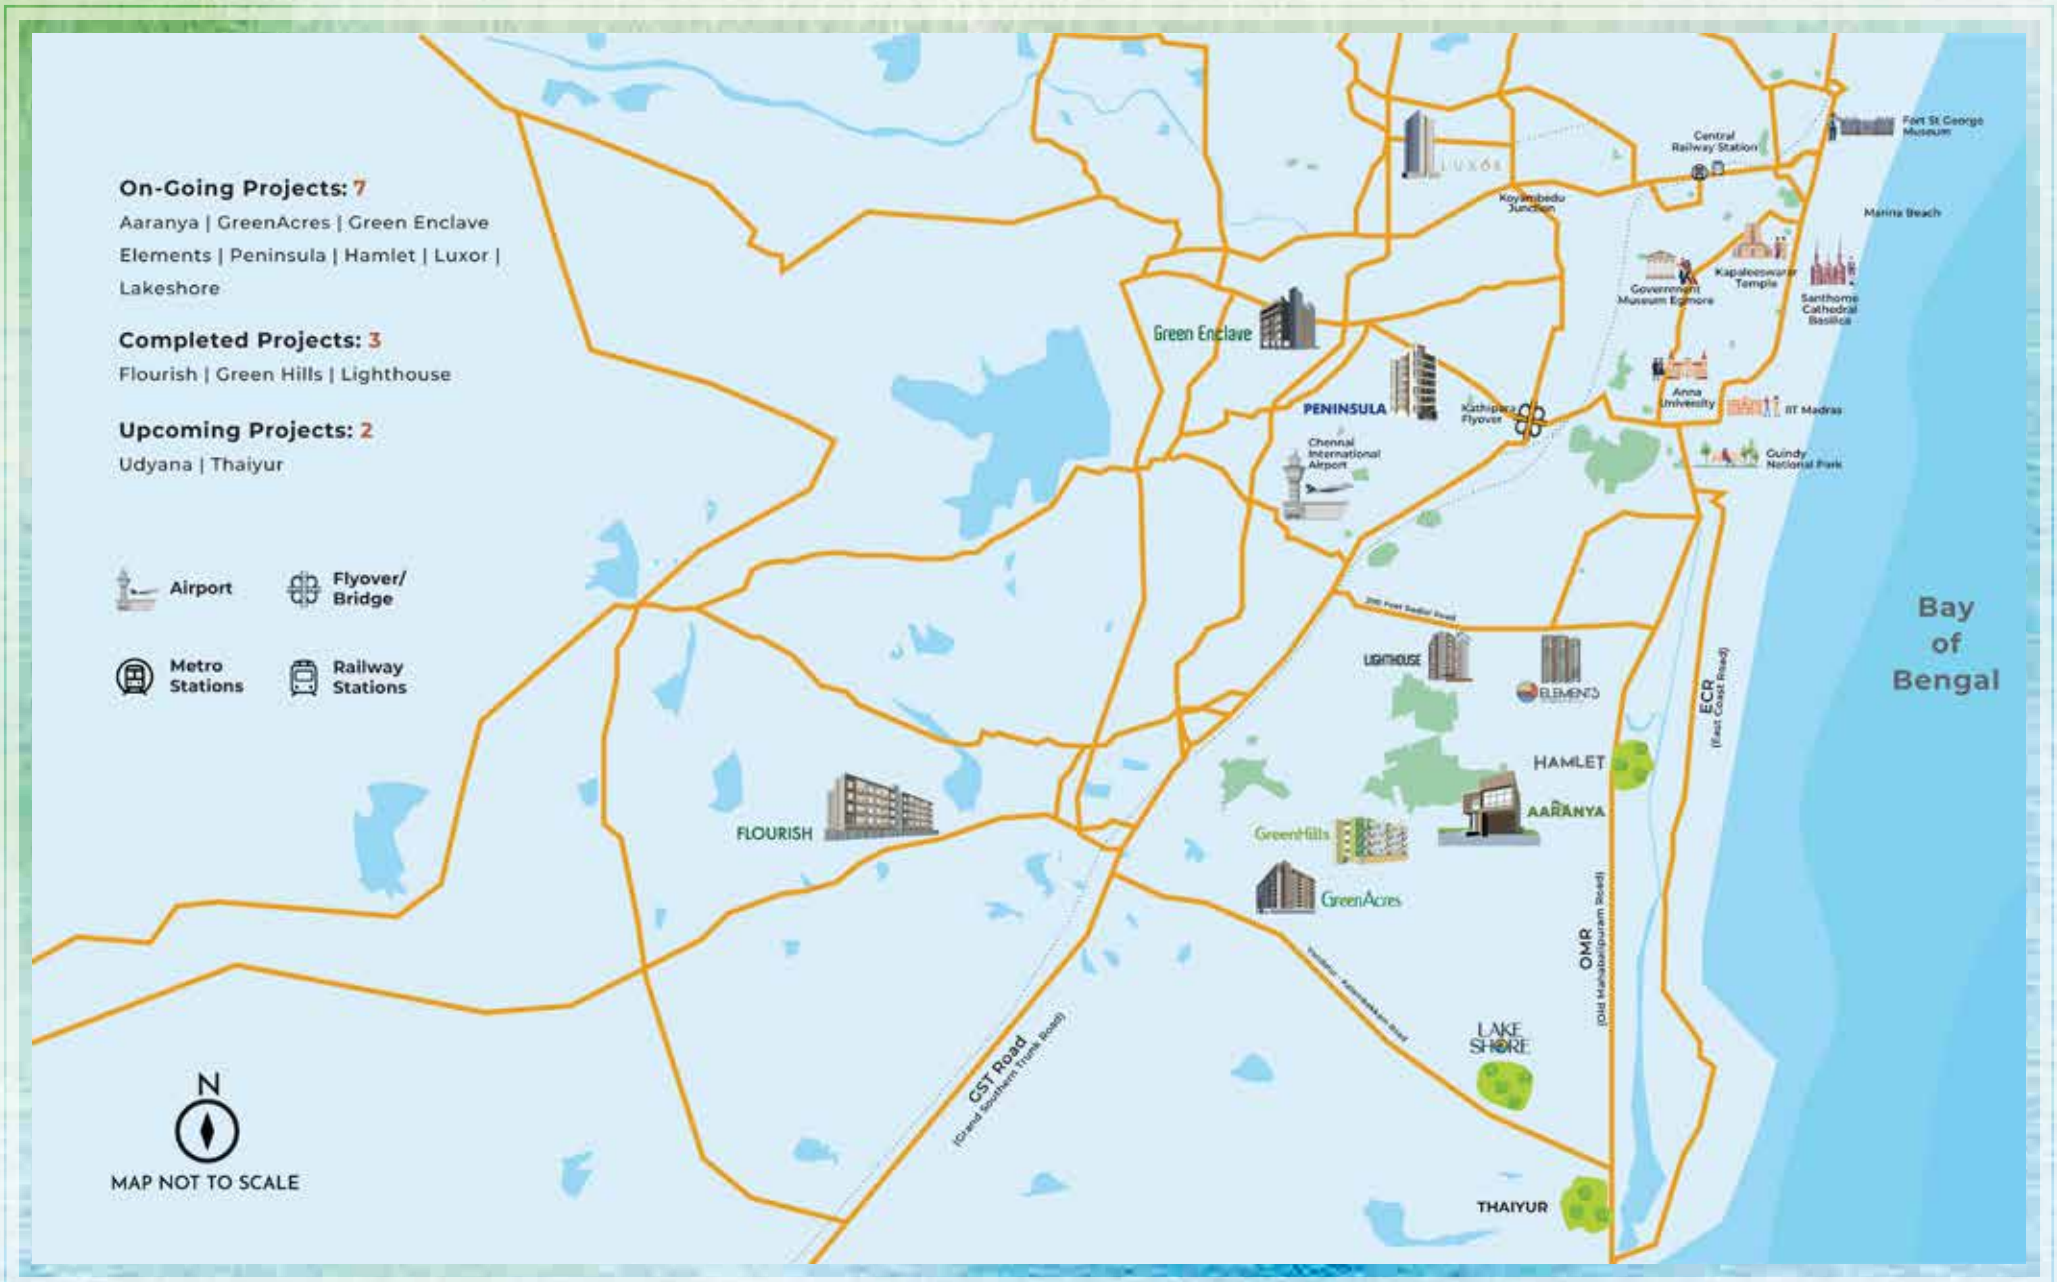 On-Going Projects: 7
Aaranya | GreenAcres | Green Enclave
Elements | Peninsula | Hamlet | Luxor |
Lakeshore
Completed Projects: 3
Flourish | Green Hills | Lighthouse
Upcoming Projects: 2
Udyana | Thaiyur
Airport
Flyover/
Bridge
Metro
Stations
Railway
Stations
N
MAP NOT TO SCALE
LUXOR
Central
Railway Station
Fort St George
Museum
Koyambedu
Junction
Marina Beach
Government
Museum Egmore
Kapaleeswarar
Temple
Santhome
Cathedral
Basilica
Green Enclave
PENINSULA
Kathipara
Flyover
Anna
University
IIT Madras
Chennai
International
Airport
Guindy
National Park
200 Feet Radial Road
LIGHTHOUSE
ELEMENTS
ECR
(East Coast Road)
Bay
of
Bengal
HAMLET
AARANYA
FLOURISH
GreenHills
GreenAcres
OMR
(Old Mahabalipuram Road)
Vandalur - Kelambakkam Road
LAKE
SHORE
GST Road
(Grand Southern Trunk Road)
THAIYUR